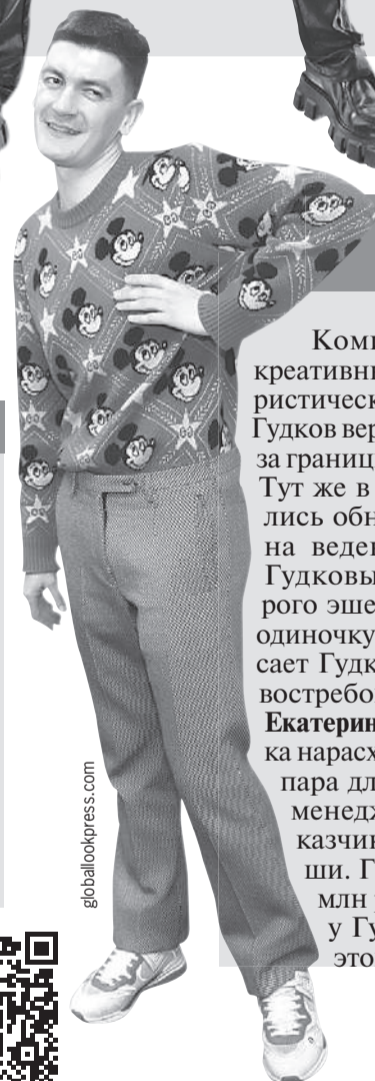 Коми
креативн
ристическ
Гудков вер
за границ
Тут же в
лись обн
на веде
Гудковы
рого эше
одиночку
сает Гудк
востребо
Екатерин
ка нарасх
пара дл
менедж
казчик
ши. Г
млн
у Гу
это
globallookpress.com